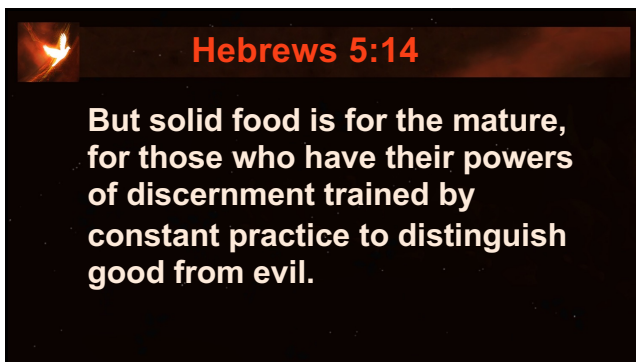 Hebrews 5:14
But solid food is for the mature,
for those who have their powers
of discernment trained by
constant practice to distinguish
good from evil.